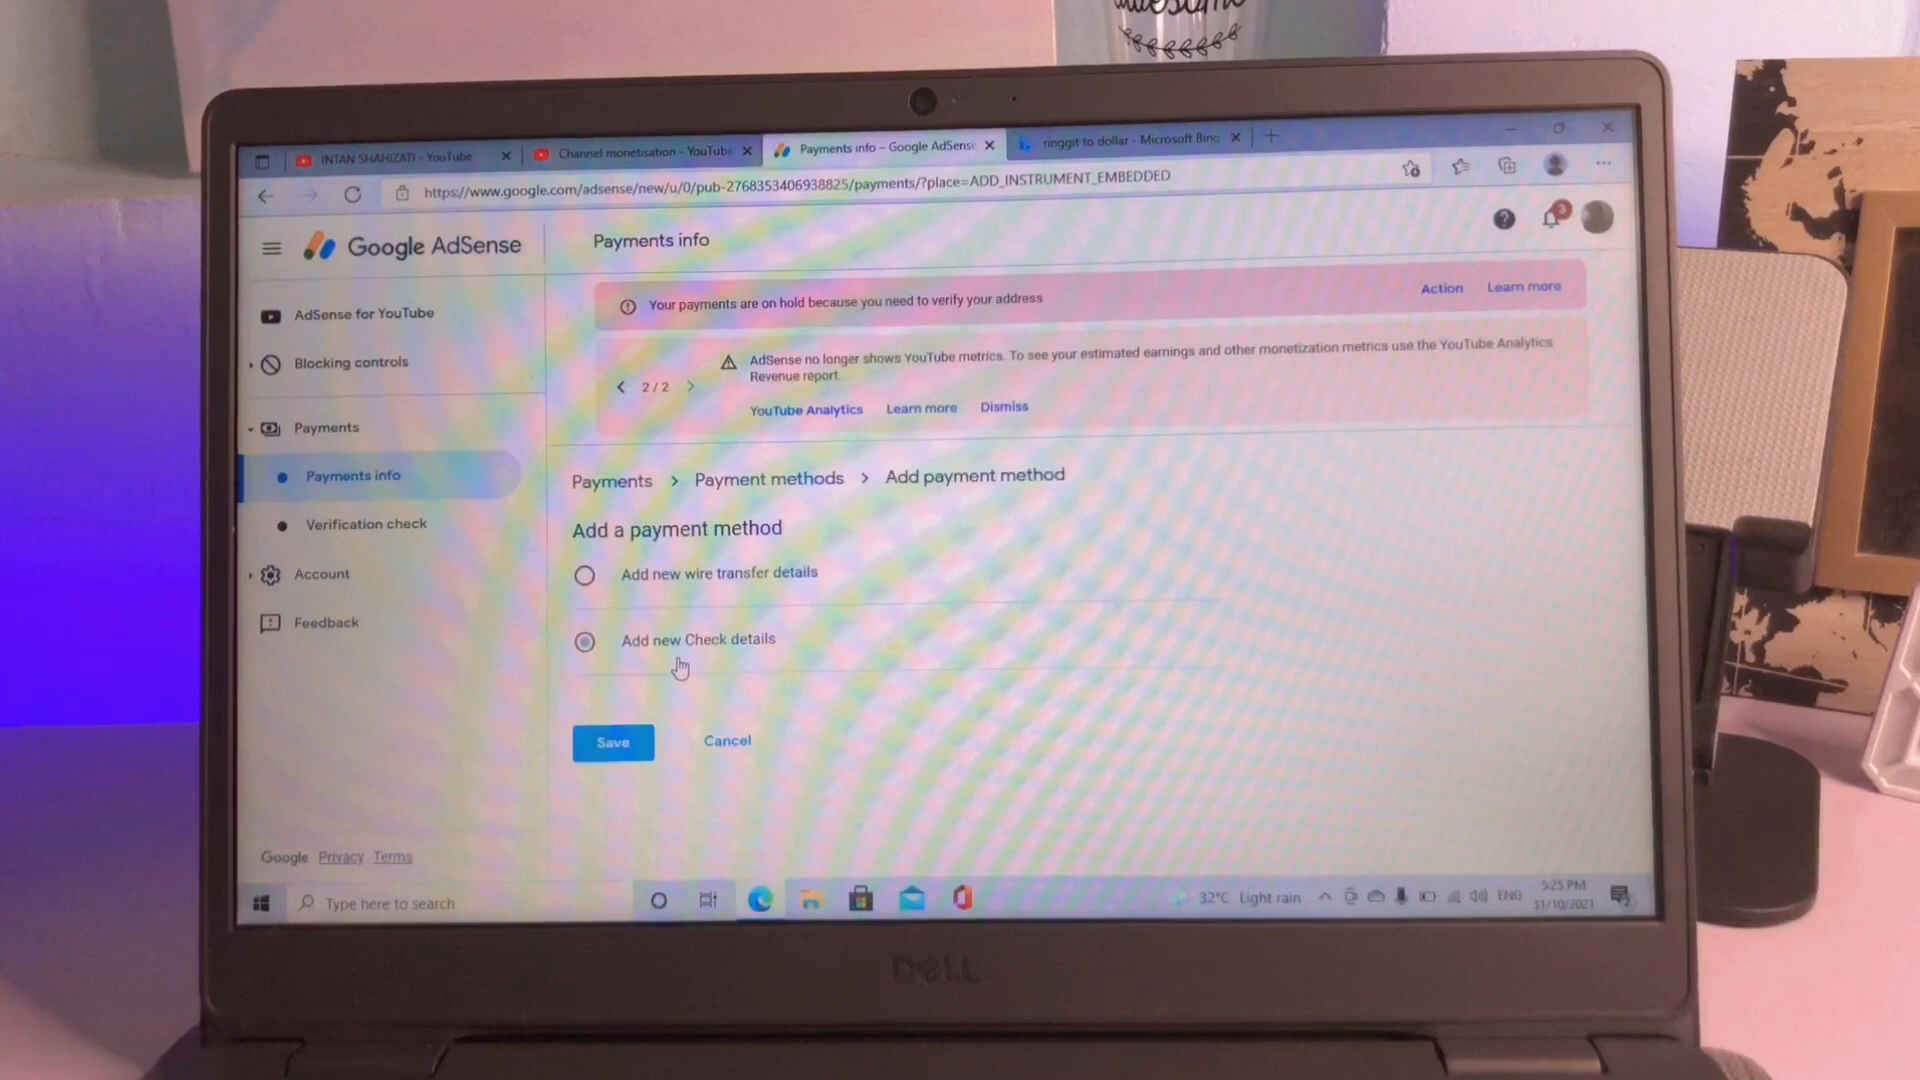 awesome
INTAN SHAHIZATI - YouTube
Channel monetisation - YouTube
Payments info – Google AdSense
ringgit to dollar - Microsoft Bing
https://www.google.com/adsense/new/u/0/pub-2768353406938825/payments/?place=ADD_INSTRUMENT_EMBEDDED
Google AdSense
Payments info
3
Your payments are on hold because you need to verify your address
Action
Learn more
AdSense for YouTube
Blocking controls
2 / 2
AdSense no longer shows YouTube metrics. To see your estimated earnings and other monetization metrics use the YouTube Analytics
Revenue report.
YouTube Analytics
Learn more
Dismiss
Payments
Payments info
Verification check
Account
Feedback
Payments > Payment methods > Add payment method
Add a payment method
Add new wire transfer details
Add new Check details
Save
Cancel
Google Privacy Terms
Type here to search
32°C Light rain
ENG
5:25 PM
31/10/2021
2
DELL